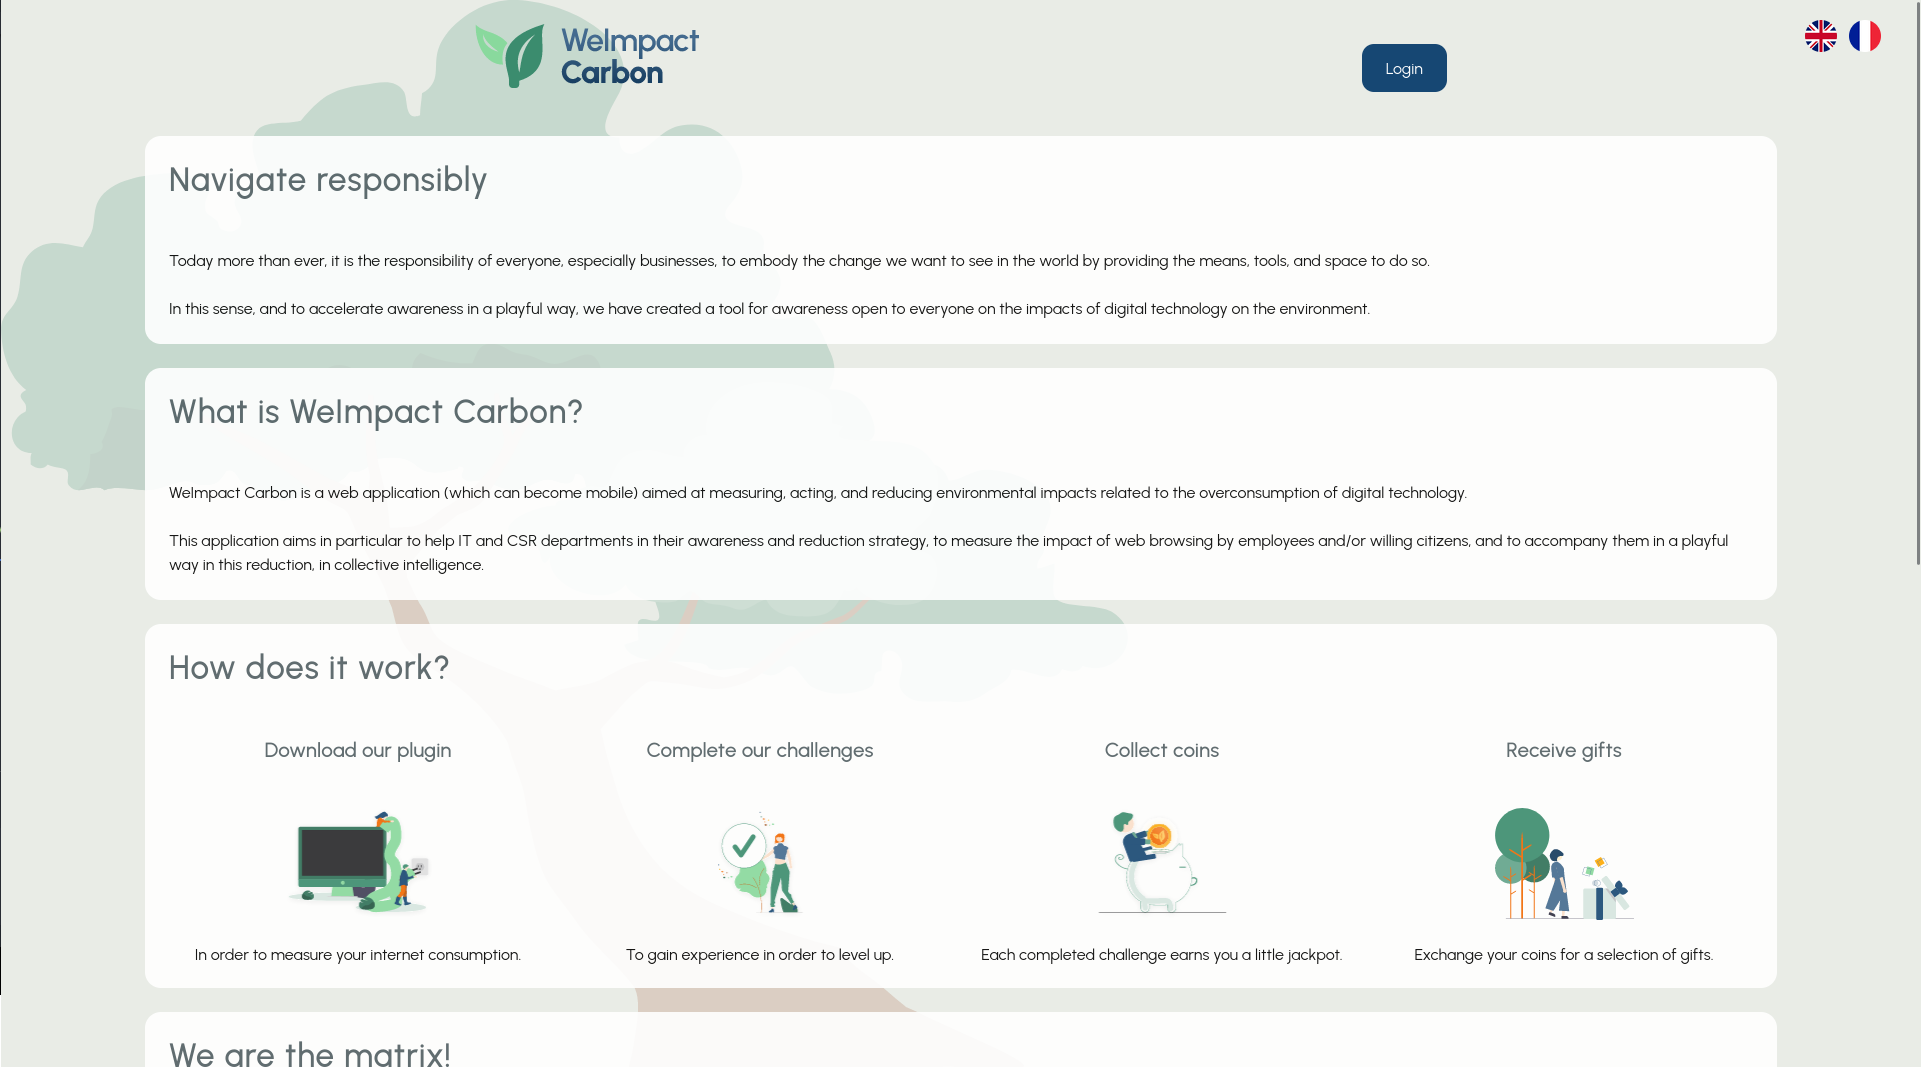 WeImpact
Carbon
Login
Navigate responsibly
Today more than ever, it is the responsibility of everyone, especially businesses, to embody the change we want to see in the world by providing the means, tools, and space to do so.
In this sense, and to accelerate awareness in a playful way, we have created a tool for awareness open to everyone on the impacts of digital technology on the environment.
What is WeImpact Carbon?
WeImpact Carbon is a web application (which can become mobile) aimed at measuring, acting, and reducing environmental impacts related to the overconsumption of digital technology.
This application aims in particular to help IT and CSR departments in their awareness and reduction strategy, to measure the impact of web browsing by employees and/or willing citizens, and to accompany them in a playful
way in this reduction, in collective intelligence.
How does it work?
Download our plugin
In order to measure your internet consumption.
Complete our challenges
To gain experience in order to level up.
Collect coins
Each completed challenge earns you a little jackpot.
Receive gifts
Exchange your coins for a selection of gifts.
We are the matrix!